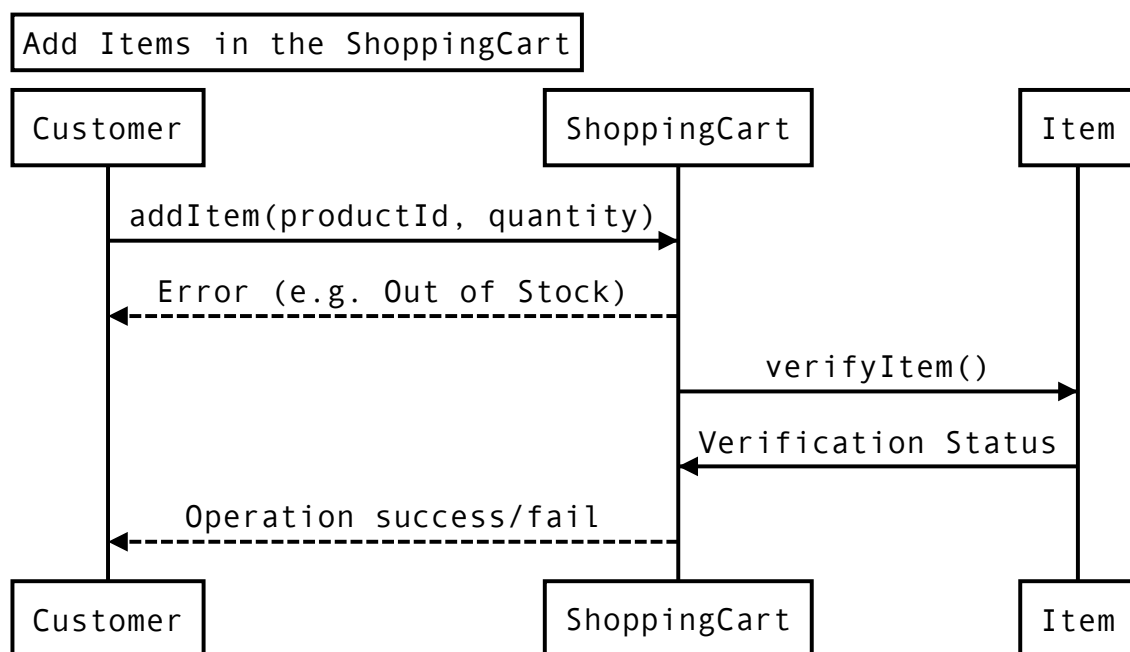 Add Items in the ShoppingCart
Customer
ShoppingCart
Item
addItem(productId, quantity)
Error (e.g. Out of Stock)
verifyItem()
Verification Status
Operation success/fail
Customer
ShoppingCart
Item